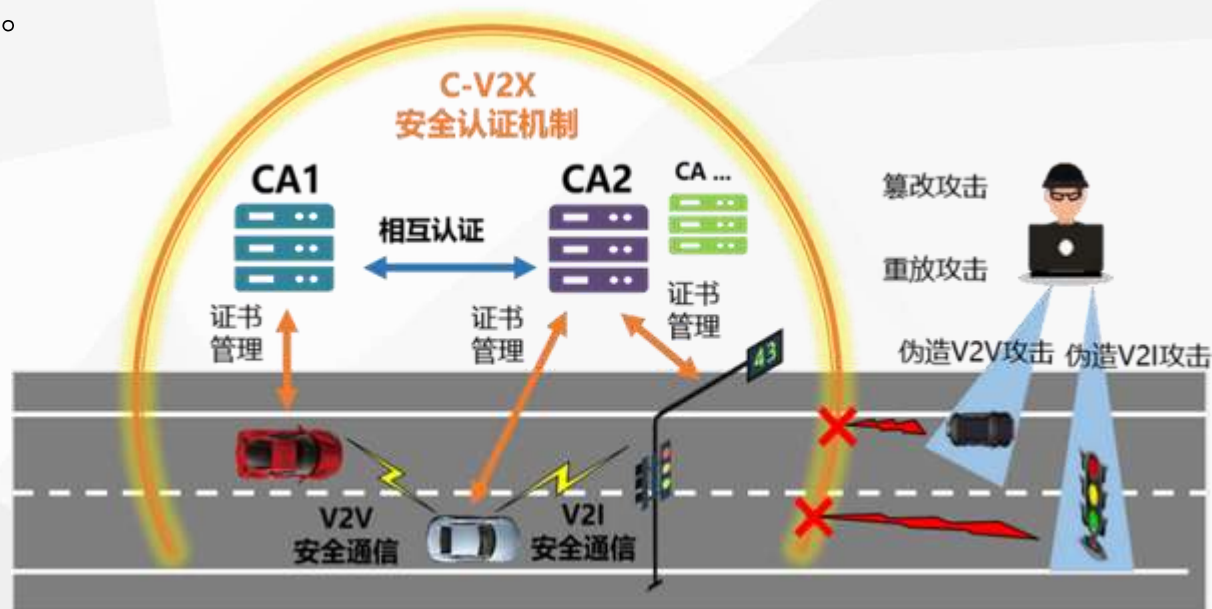 。
C-V2X
安全认证机制
CA1
CA2
CA ...
相互认证
证书
管理
证书
管理
证书
管理
43
V2V
安全通信
V2I
安全通信
篡改攻击
重放攻击
伪造V2V攻击
伪造V2I攻击